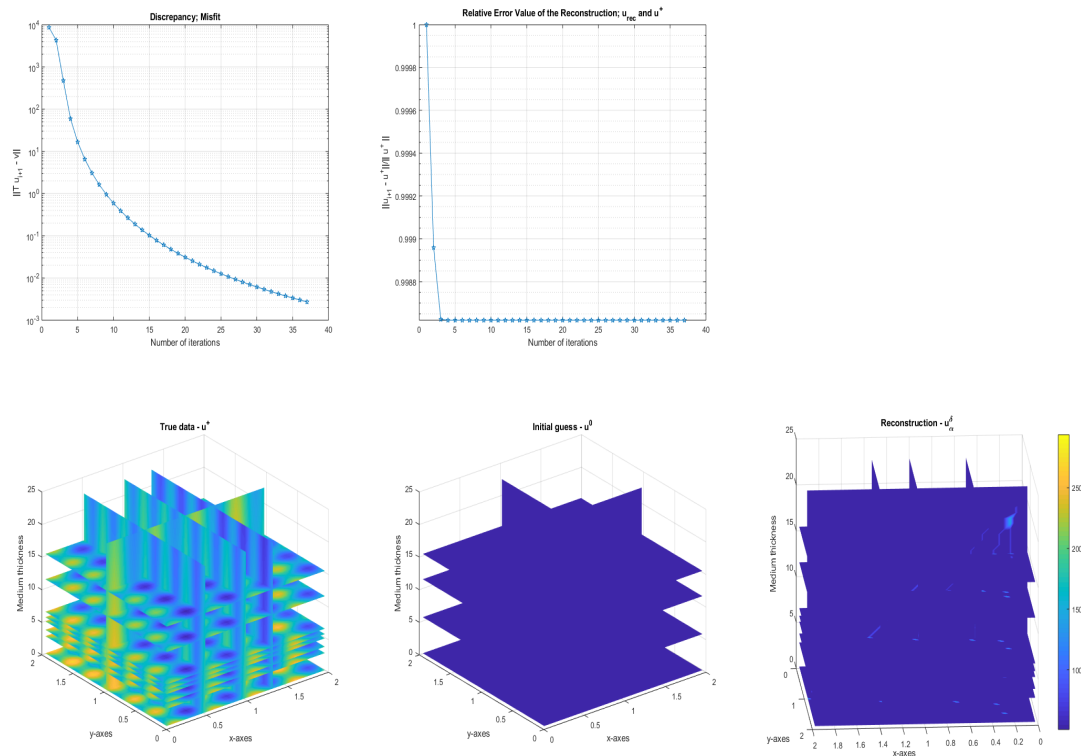 Discrepancy; Misfit
10^4
10^3
10^2
10^1
10^0
10^-1
10^-2
10^-3
||T u_{i+1} - v||
0 5 10 15 20 25 30 35 40
Number of iterations
Relative Error Value of the Reconstruction; u_rec and u^+
1
0.9998
0.9996
0.9994
0.9992
0.999
0.9988
||u_{i+1} - u^+||/|| u^+ ||
0 5 10 15 20 25 30 35 40
Number of iterations
True data - u^+
25
20
15
10
5
0
Medium thickness
2
1.5
1
0.5
0
y-axes
0
0.5
1
1.5
2
x-axes
Initial guess - u^0
25
20
15
10
5
0
Medium thickness
2
1.5
1
0.5
0
y-axes
0
0.5
1
1.5
2
x-axes
Reconstruction - u_α^δ
25
20
15
10
5
0
Medium thickness
0
1
2
y-axes
2 1.8 1.6 1.4 1.2 1 0.8 0.6 0.4 0.2 0
x-axes